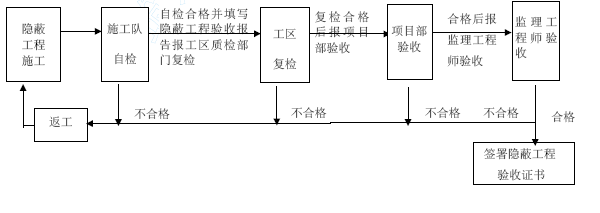 隐蔽
工程
施工
施工队
自检
自检合格并填写
隐蔽工程验收报
告报工区质检部
门复检
工区
复检
复检合格
后报项目
部验收
项目部
验收
合格后报
监理工程
师验收
监理工
程师验
收
返工
不合格
不合格
不合格
不合格
合格
签署隐蔽工程
验收证书